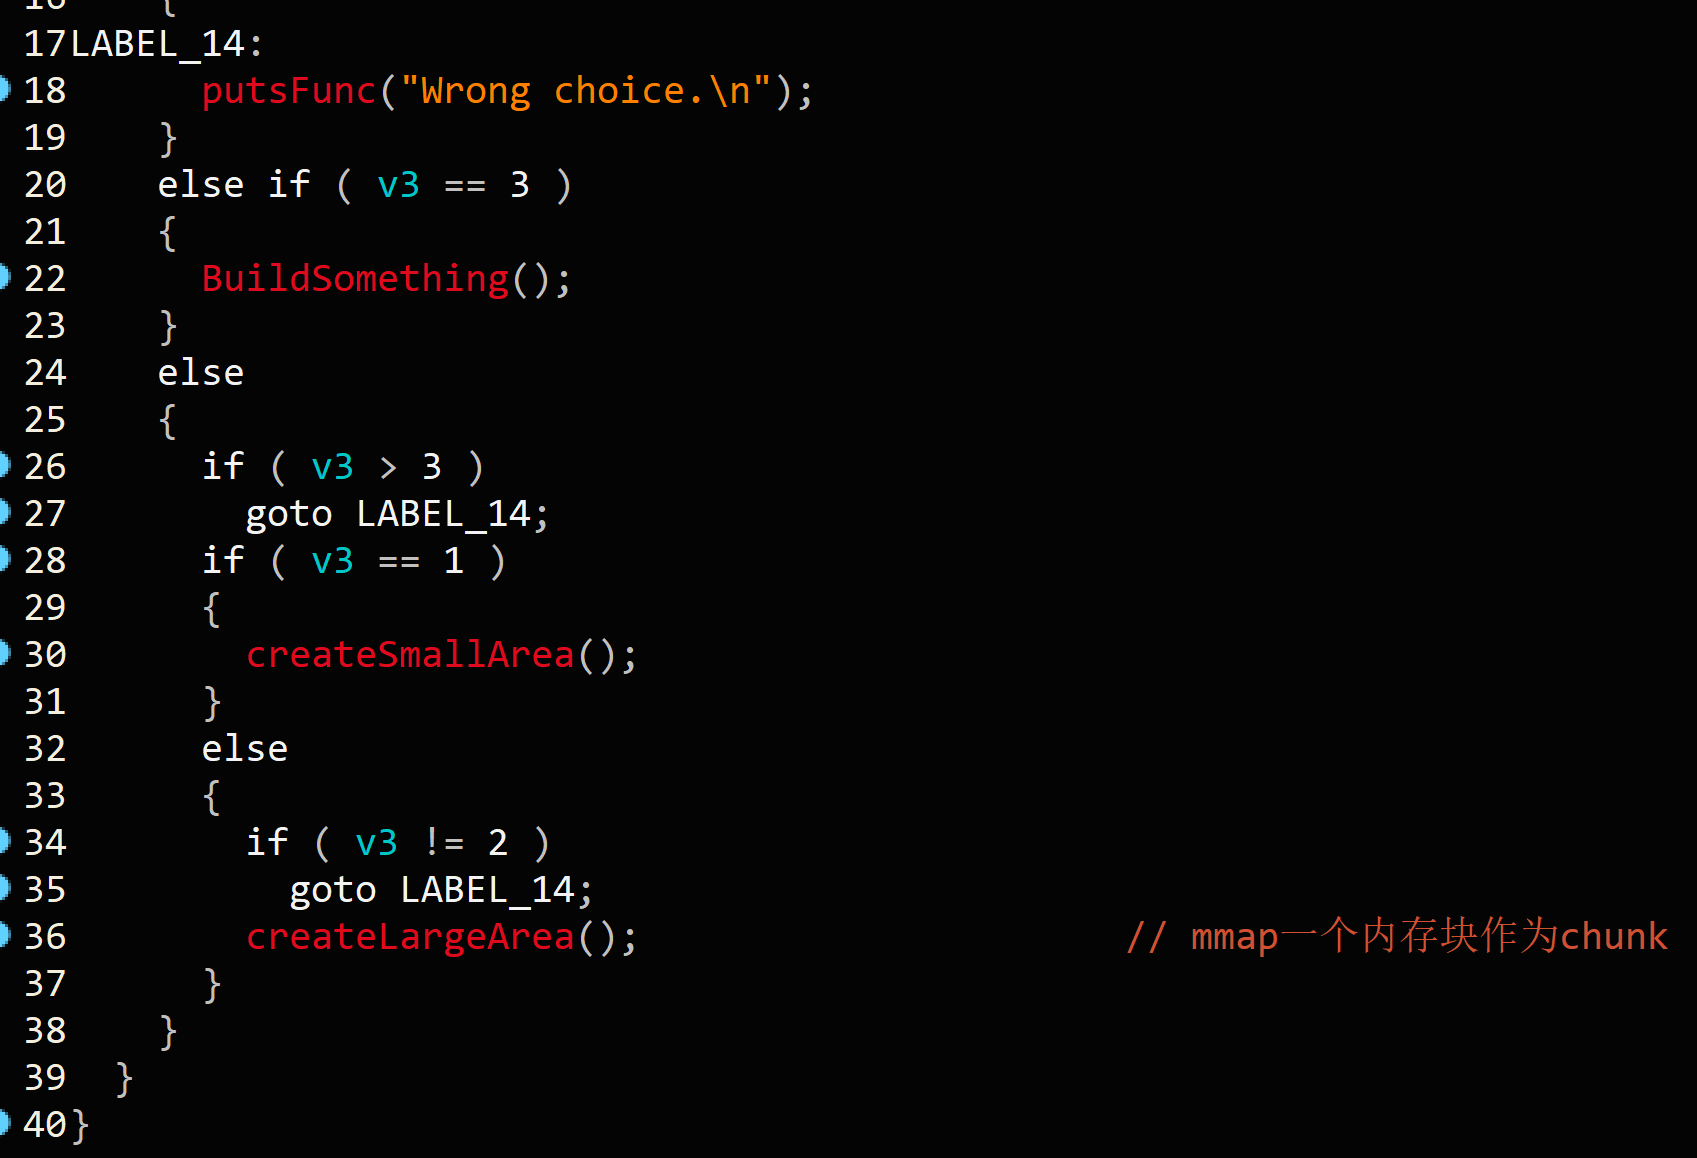 16    {
17LABEL_14:
18      putsFunc("Wrong choice.\n");
19    }
20    else if ( v3 == 3 )
21    {
22      BuildSomething();
23    }
24    else
25    {
26      if ( v3 > 3 )
27        goto LABEL_14;
28      if ( v3 == 1 )
29      {
30        createSmallArea();
31      }
32      else
33      {
34        if ( v3 != 2 )
35          goto LABEL_14;
36        createLargeArea();                      // mmap一个内存块作为chunk
37      }
38    }
39  }
40}